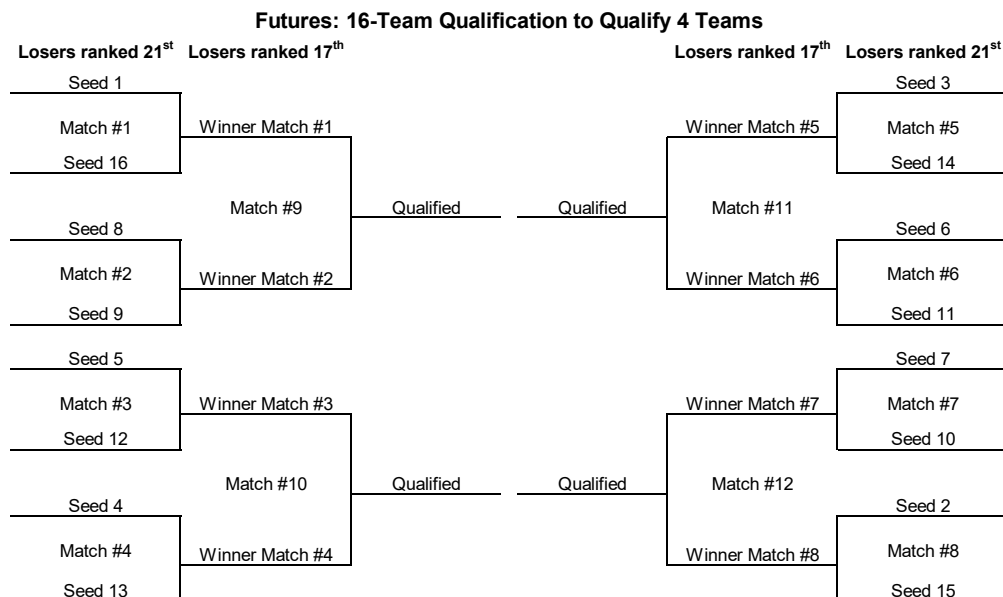 Futures: 16-Team Qualification to Qualify 4 Teams
Losers ranked 21st Losers ranked 17th Losers ranked 17th Losers ranked 21st
Seed 1 Seed 3
Match #1 Winner Match #1 Winner Match #5 Match #5
Seed 16 Seed 14
Match #9 Qualified Qualified Match #11
Seed 8 Seed 6
Match #2 Winner Match #2 Winner Match #6 Match #6
Seed 9 Seed 11
Seed 5 Seed 7
Match #3 Winner Match #3 Winner Match #7 Match #7
Seed 12 Seed 10
Match #10 Qualified Qualified Match #12
Seed 4 Seed 2
Match #4 Winner Match #4 Winner Match #8 Match #8
Seed 13 Seed 15